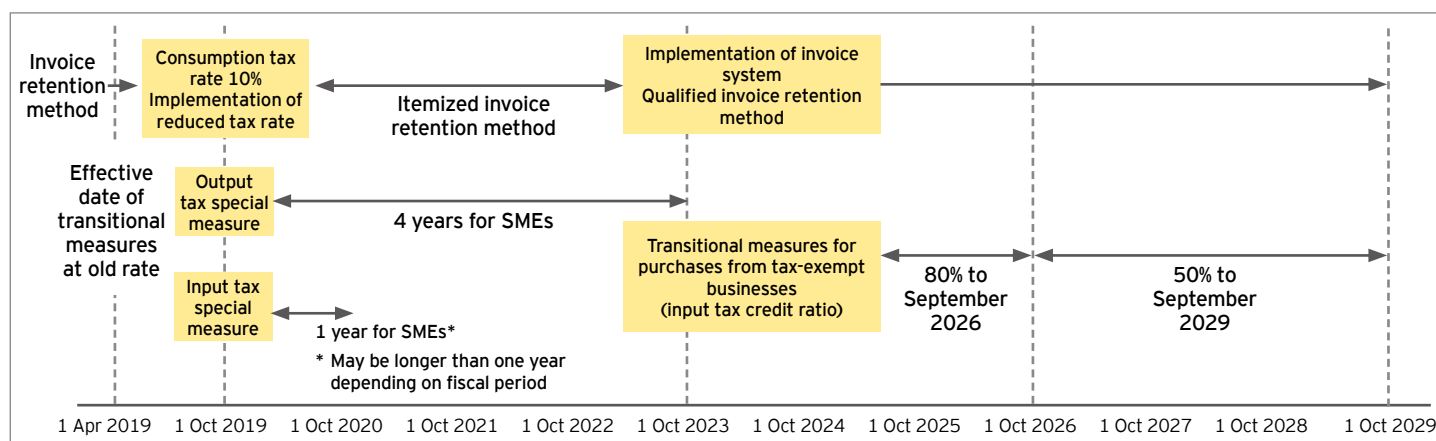 Invoice
retention
method
Consumption tax
rate 10%
Implementation of
reduced tax rate
Itemized invoice
retention method
Implementation of invoice
system
Qualified invoice retention
method
Effective
date of
transitional
measures
at old rate
Output
tax special
measure
4 years for SMEs
Input tax
special
measure
1 year for SMEs*
* May be longer than one year
depending on fiscal period
Transitional measures for
purchases from tax-exempt
businesses
(input tax credit ratio)
80% to
September
2026
50% to
September
2029
1 Apr 2019 1 Oct 2019 1 Oct 2020 1 Oct 2021 1 Oct 2022 1 Oct 2023 1 Oct 2024 1 Oct 2025 1 Oct 2026 1 Oct 2027 1 Oct 2028 1 Oct 2029